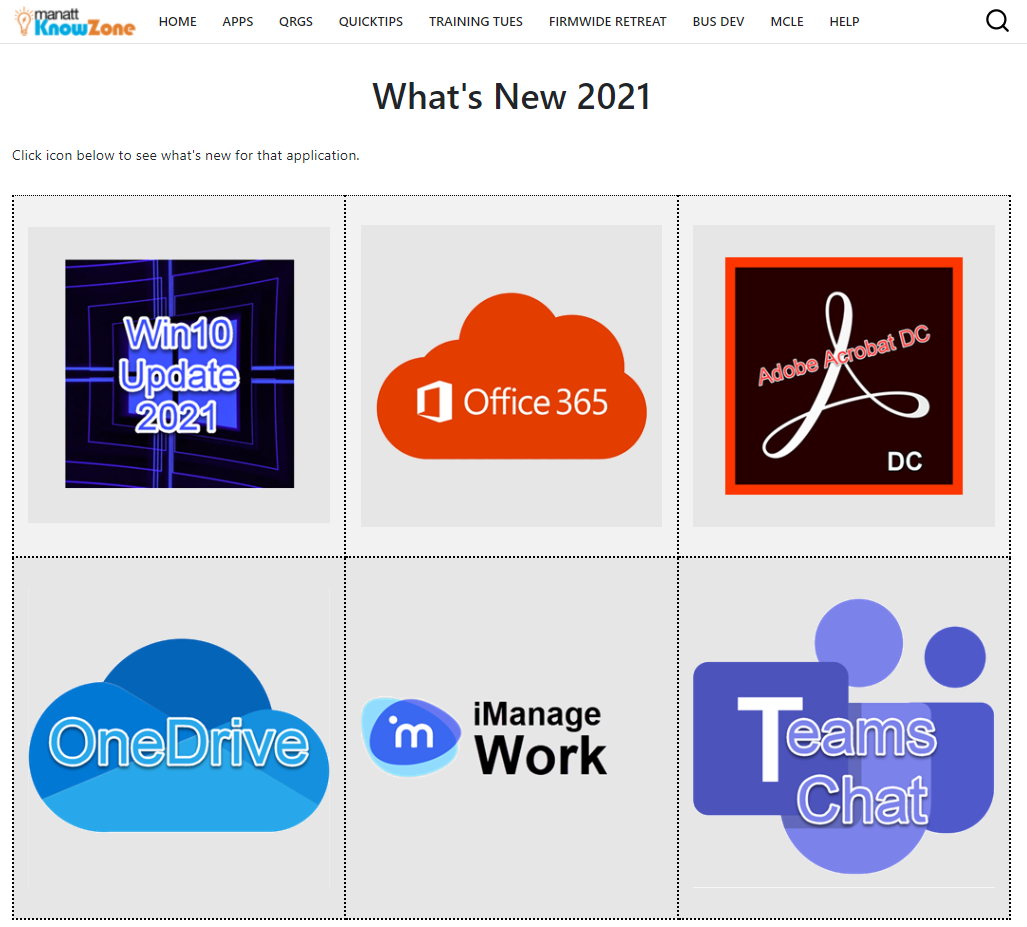 manatt
KnowZone
HOME APPS QRGS QUICKTIPS TRAINING TUES FIRMWIDE RETREAT BUS DEV MCLE HELP
What's New 2021
Click icon below to see what's new for that application.
Win10
Update
2021
Office 365
Adobe Acrobat DC
DC
OneDrive
im
iManage
Work
Teams
Chat